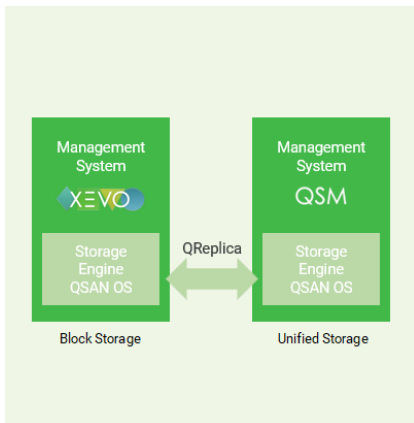 Management
System
XEVO
Storage
Engine
QSAN OS
Block Storage
QReplica
Management
System
QSM
Storage
Engine
QSAN OS
Unified Storage